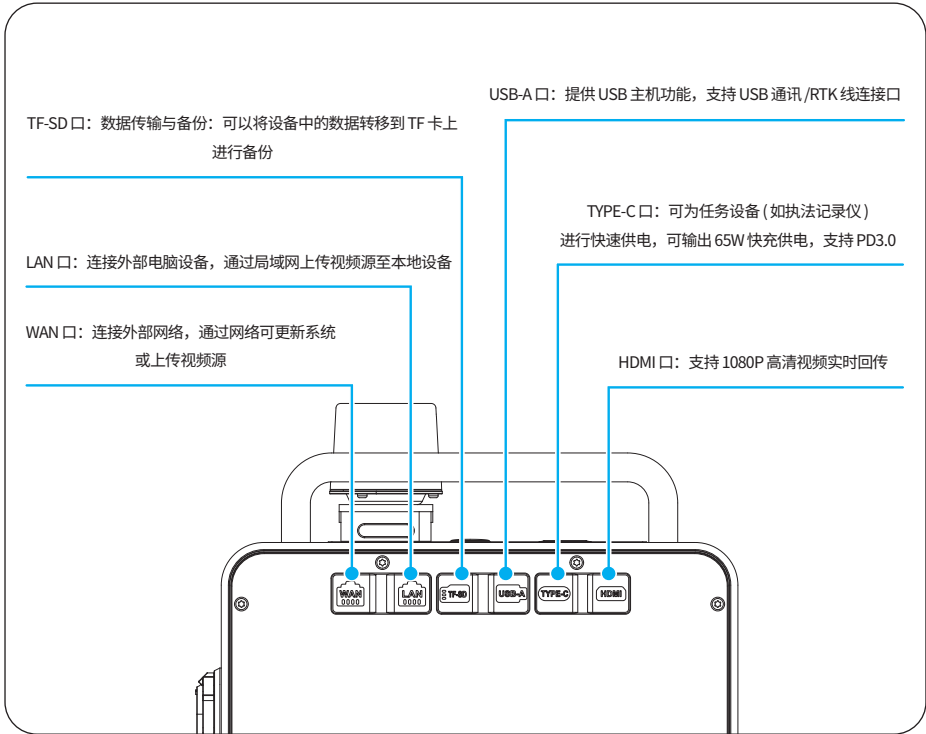 USB-A 口：提供 USB 主机功能，支持 USB 通讯 /RTK 线连接口
TF-SD 口：数据传输与备份：可以将设备中的数据转移到 TF 卡上
进行备份
TYPE-C 口：可为任务设备 ( 如执法记录仪 )
进行快速供电，可输出 65W 快充供电，支持 PD3.0
LAN 口：连接外部电脑设备，通过局域网上传视频源至本地设备
WAN 口：连接外部网络，通过网络可更新系统
或上传视频源
HDMI 口：支持 1080P 高清视频实时回传
WAN
LAN
TF-SD
USB-A
TYPE-C
HDMI